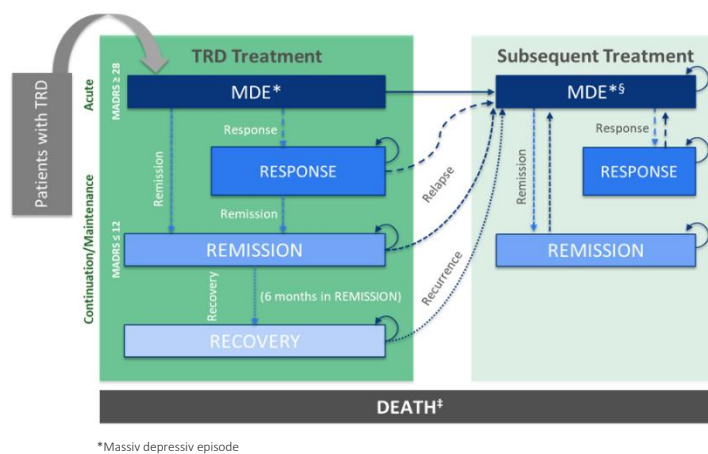 Patients with TRD
TRD Treatment
Subsequent Treatment
Acute
MADRS ≥ 28
MDE*
MDE*§
Response
Response
Remission
RESPONSE
RESPONSE
Remission
Remission
Relapse
Continuation/Maintenance
MADRS ≤ 12
REMISSION
REMISSION
Recovery
(6 months in REMISSION)
Recurrence
RECOVERY
DEATH‡
*Massiv depressiv episode